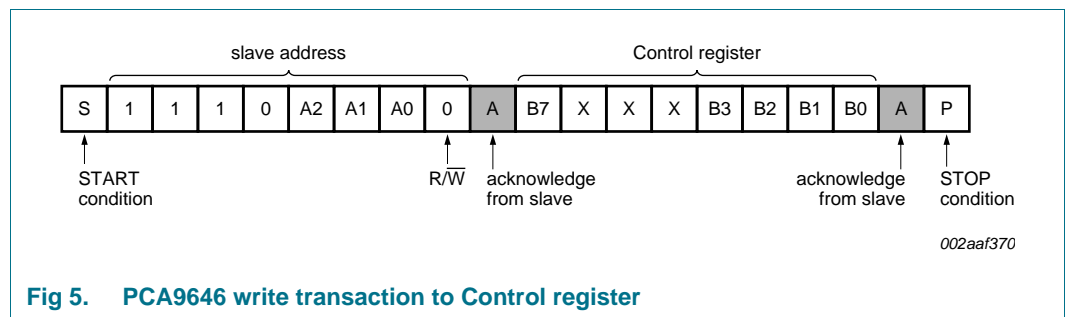 slave address Control register
S 1 1 1 0 A2 A1 A0 0 A B7 X X X B3 B2 B1 B0 A P
START condition
R/W̅
acknowledge from slave
acknowledge from slave
STOP condition
002aaf370
Fig 5. PCA9646 write transaction to Control register